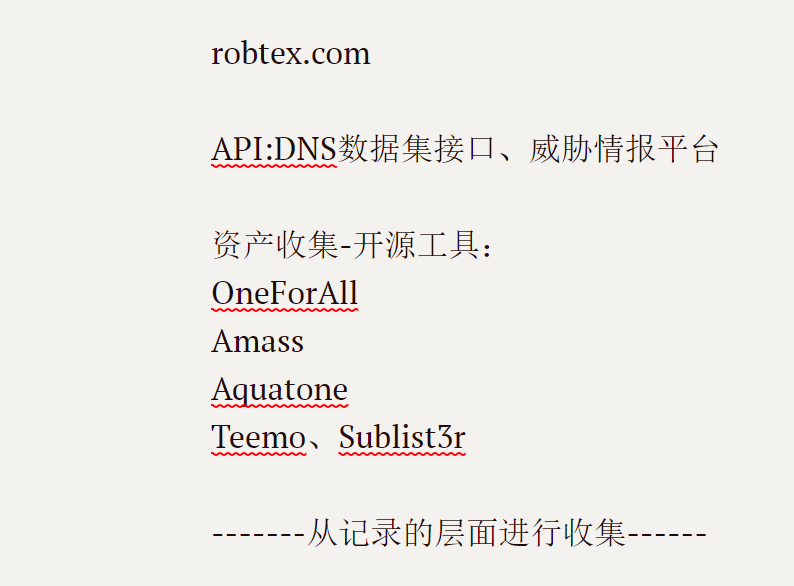 robtex.com
API:DNS数据集接口、威胁情报平台
资产收集-开源工具：
OneForAll
Amass
Aquatone
Teemo、Sublist3r
-------从记录的层面进行收集------